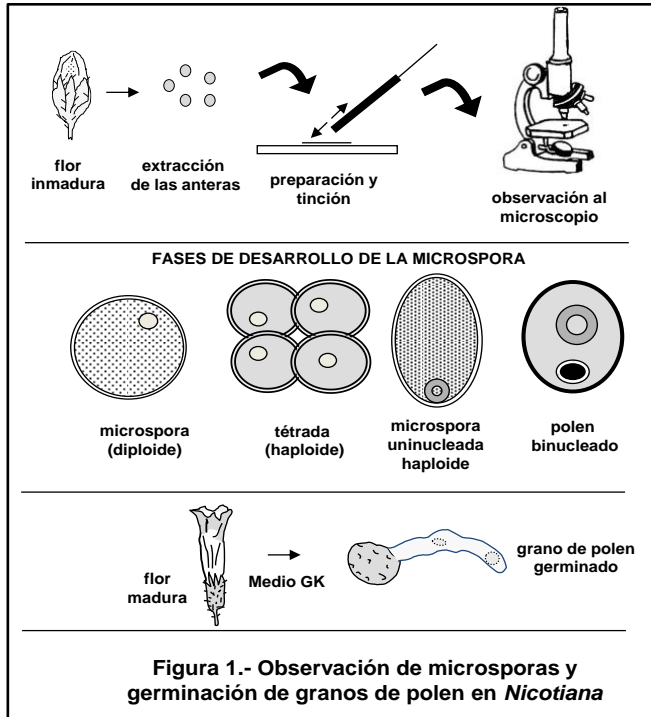 flor
inmadura
extracción
de las anteras
preparación y
tinción
observación al
microscopio
FASES DE DESARROLLO DE LA MICROSPORA
microspora
(diploide)
tétrada
(haploide)
microspora
uninucleada
haploide
polen
binucleado
flor
madura
Medio GK
grano de polen
germinado
Figura 1.- Observación de microsporas y
germinación de granos de polen en Nicotiana